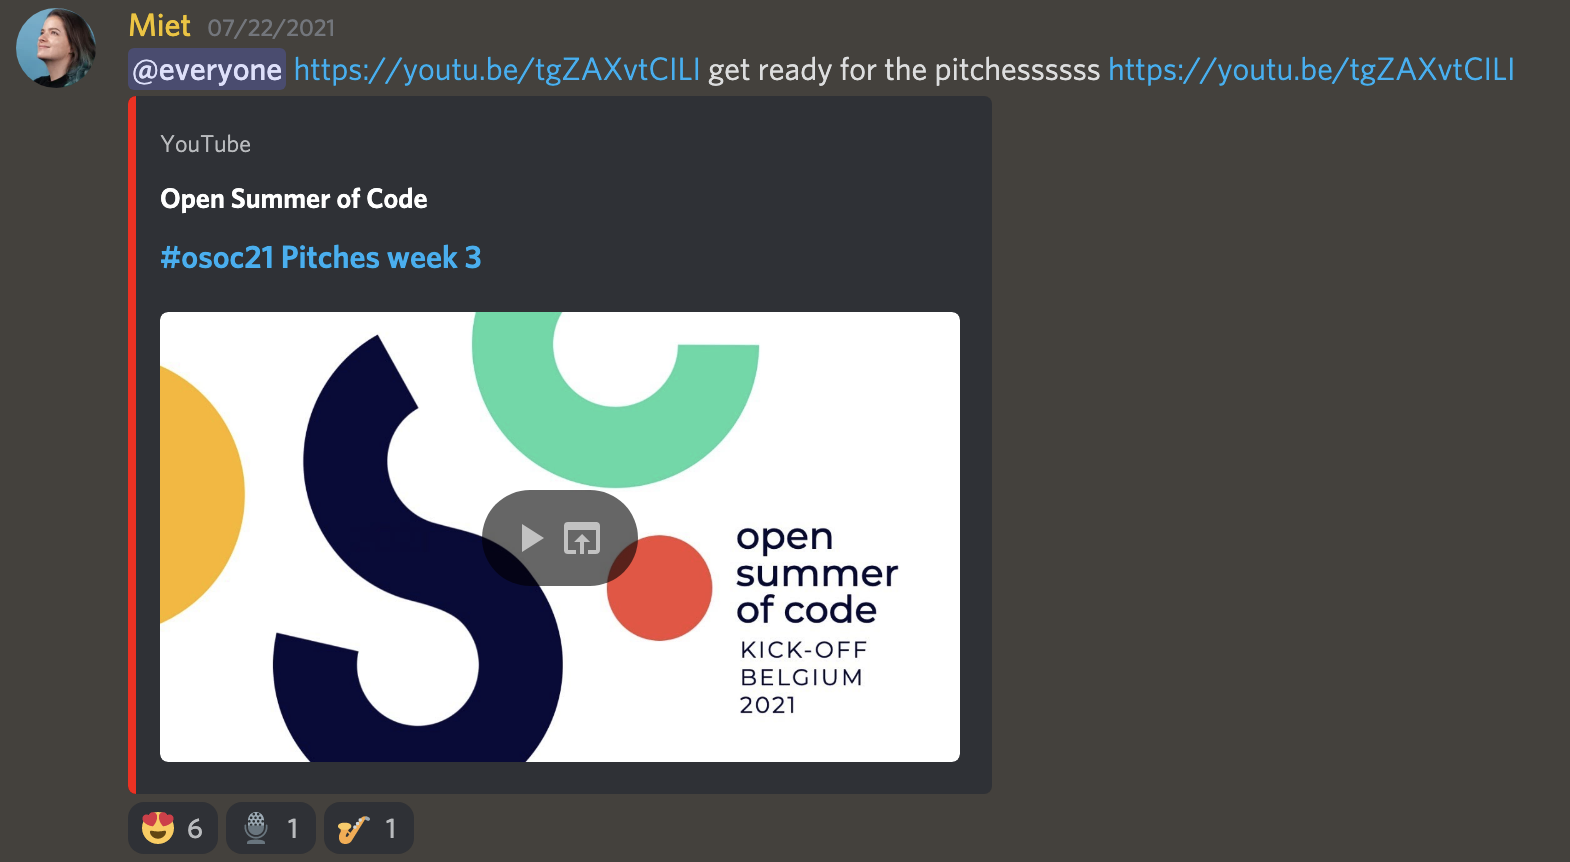 Miet 07/22/2021
@everyone https://youtu.be/tgZAXvtCILI get ready for the pitchessssss https://youtu.be/tgZAXvtCILI
YouTube
Open Summer of Code
#osoc21 Pitches week 3
open
summer
of code
KICK-OFF
BELGIUM
2021
6 1 1